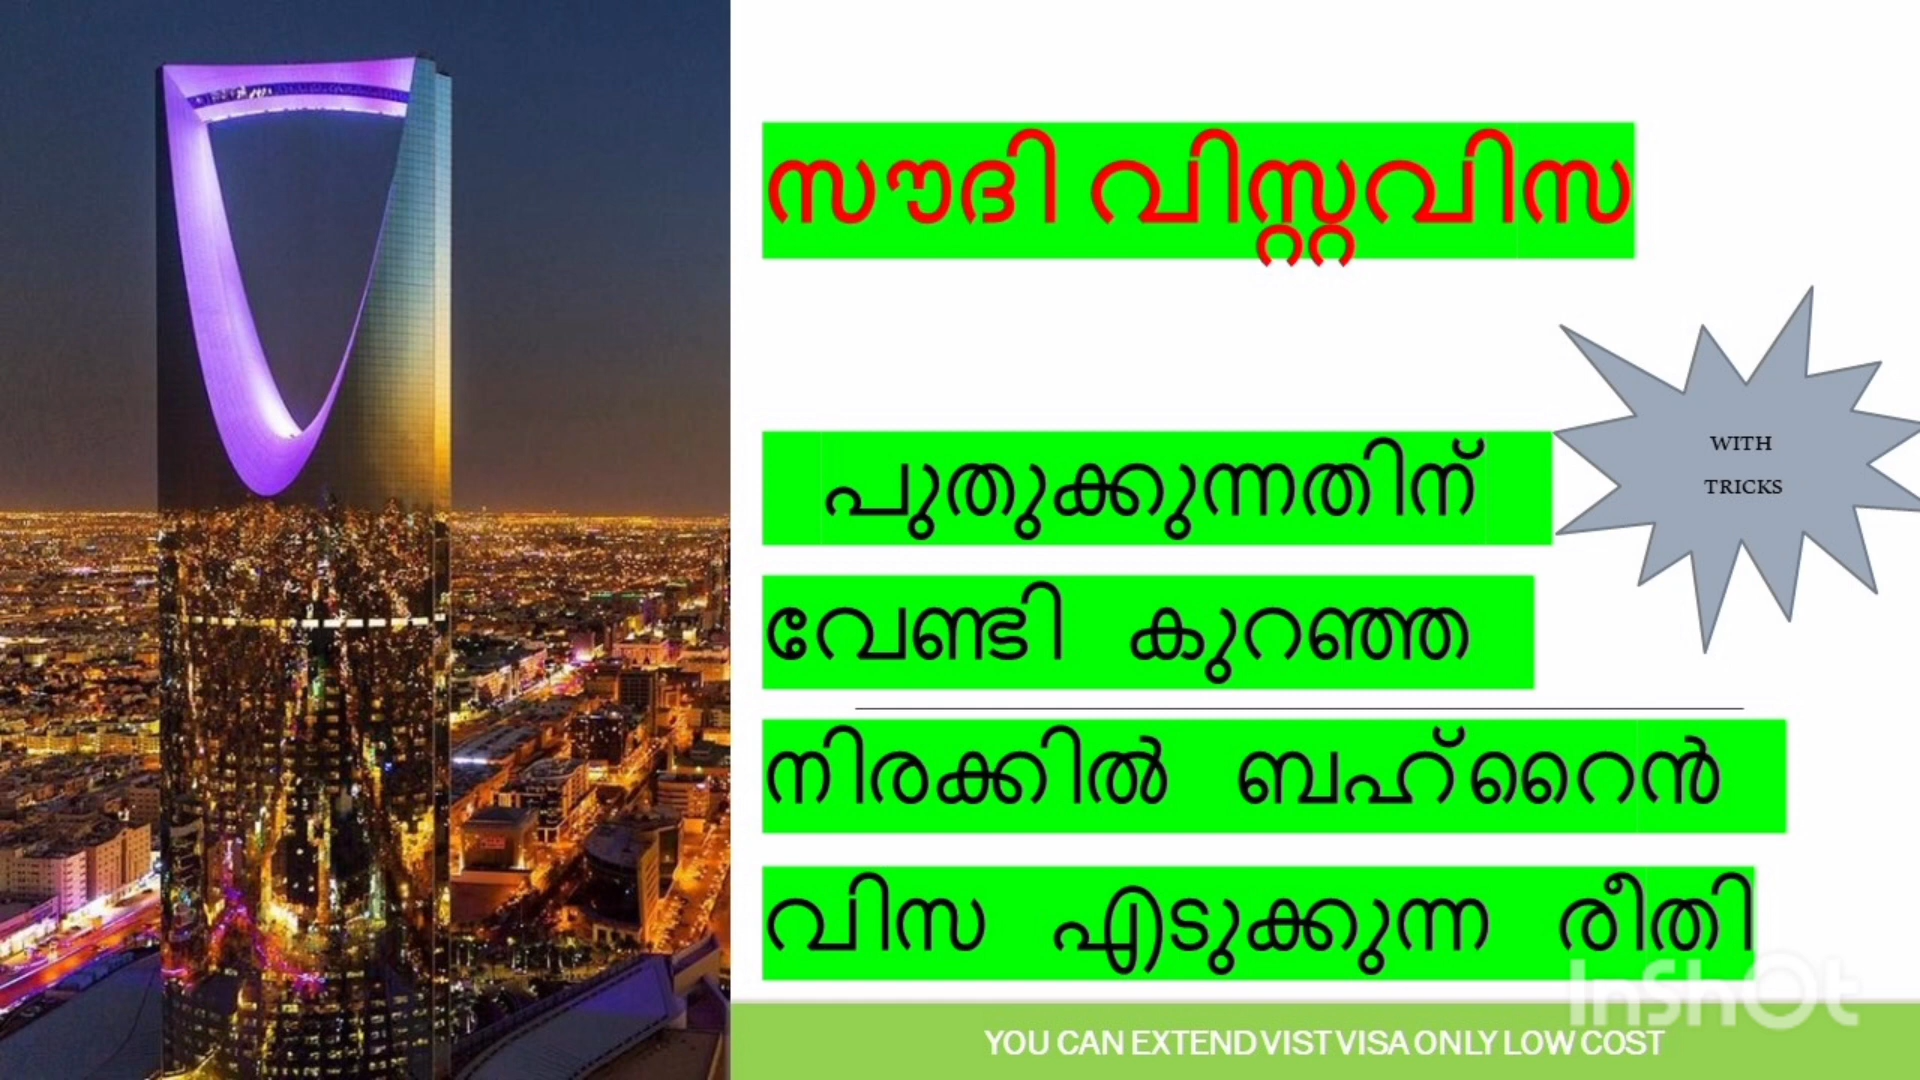 സൗദി വിസ്റ്റവിസ
WITH
TRICKS
പുതുക്കുന്നതിന്
വേണ്ടി കുറഞ്ഞ
നിരക്കിൽ ബഹ്റൈൻ
വിസ എടുക്കുന്ന രീതി
InShOt
YOU CAN EXTEND VIST VISA ONLY LOW COST